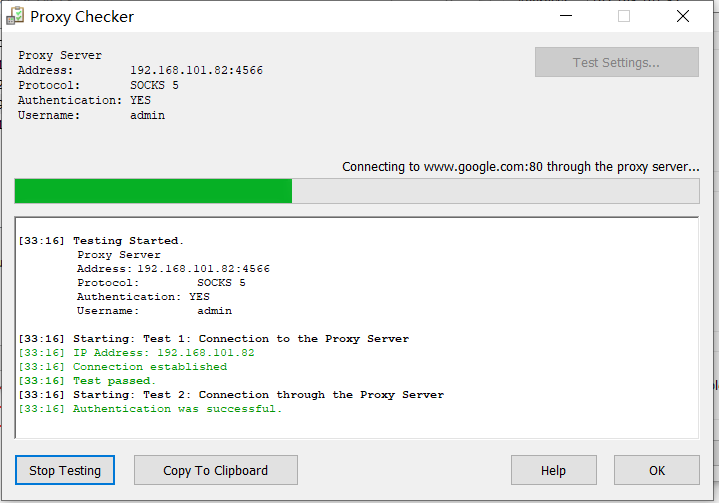 Proxy Checker
Proxy Server
Address: 192.168.101.82:4566
Protocol: SOCKS 5
Authentication: YES
Username: admin
Test Settings...
Connecting to www.google.com:80 through the proxy server...
[33:16] Testing Started.
Proxy Server
Address: 192.168.101.82:4566
Protocol: SOCKS 5
Authentication: YES
Username: admin
[33:16] Starting: Test 1: Connection to the Proxy Server
[33:16] IP Address: 192.168.101.82
[33:16] Connection established
[33:16] Test passed.
[33:16] Starting: Test 2: Connection through the Proxy Server
[33:16] Authentication was successful.
Stop Testing
Copy To Clipboard
Help
OK